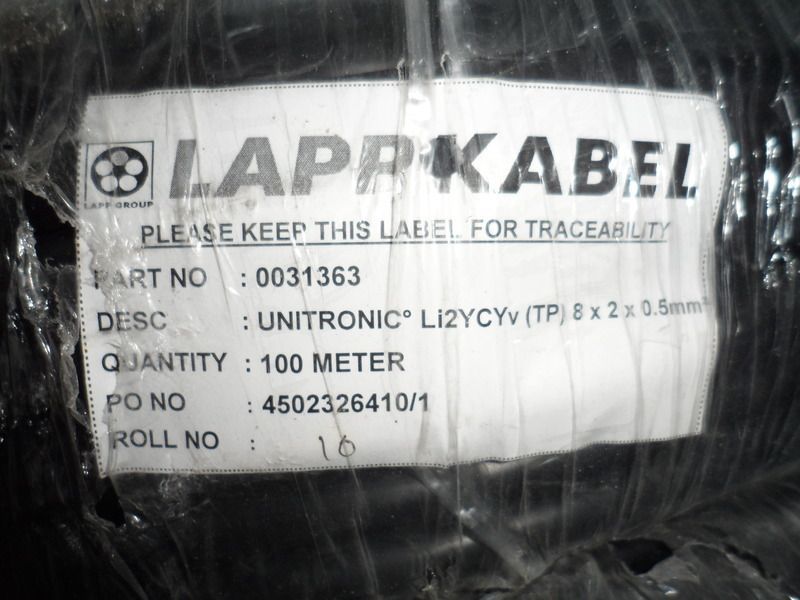 LAPPKABEL
LAPP GROUP
PLEASE KEEP THIS LABEL FOR TRACEABILITY
PART NO : 0031363
DESC : UNITRONIC° Li2YCYv (TP) 8 x 2 x 0.5mm²
QUANTITY : 100 METER
PO NO : 4502326410/1
ROLL NO : 10